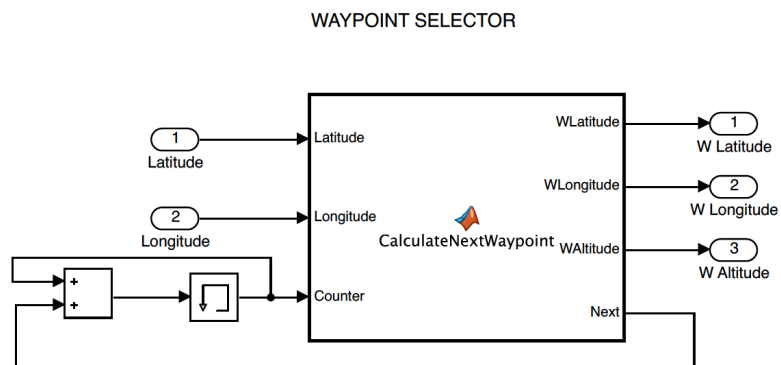 WAYPOINT SELECTOR
1
Latitude
2
Longitude
+
+
Latitude
Longitude
Counter
CalculateNextWaypoint
WLatitude
WLongitude
WAltitude
Next
1
W Latitude
2
W Longitude
3
W Altitude